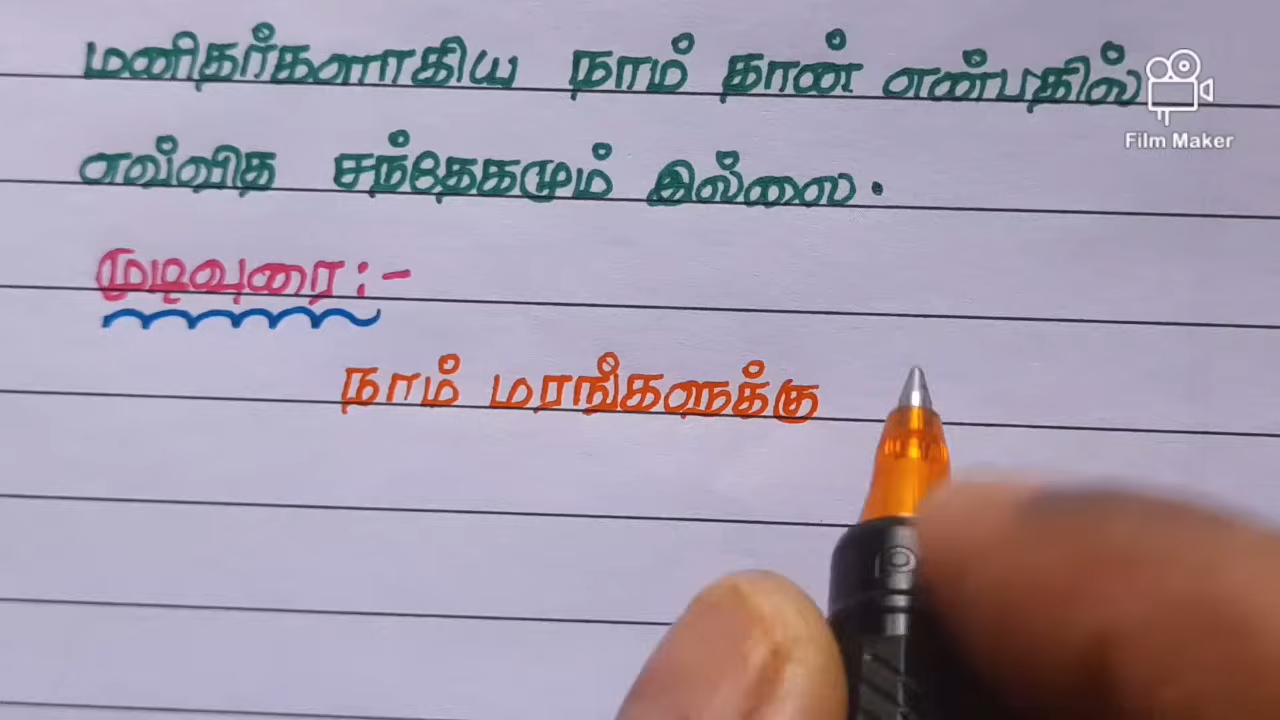 மனிதர்களாகிய நாம் தான் என்பதில்
எவ்வித சந்தேகமும் இல்லை.
முடிவுரை:-
நாம் மரங்களுக்கு
Film Maker